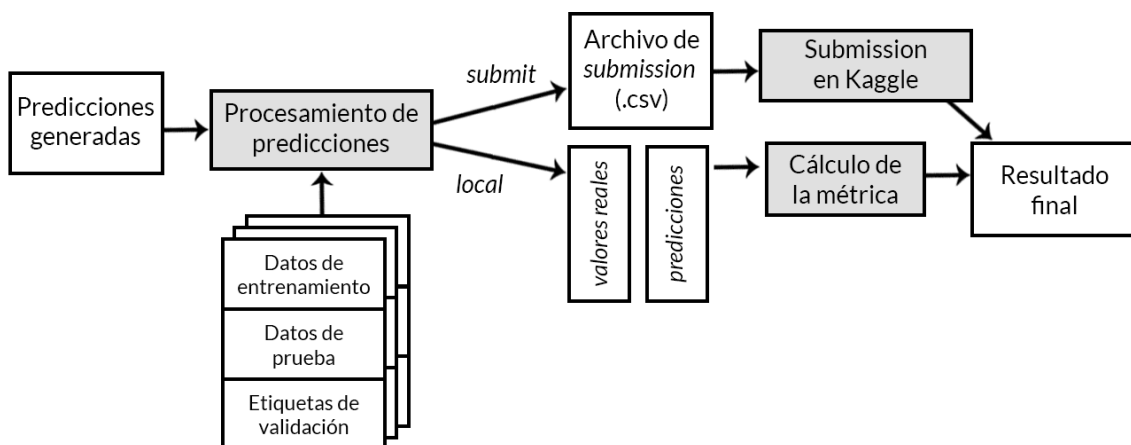 Predicciones
generadas
Procesamiento de
predicciones
Datos de
entrenamiento
Datos de
prueba
Etiquetas de
validación
submit
local
Archivo de
submission
(.csv)
valores reales
predicciones
Submission
en Kaggle
Cálculo de
la métrica
Resultado
final